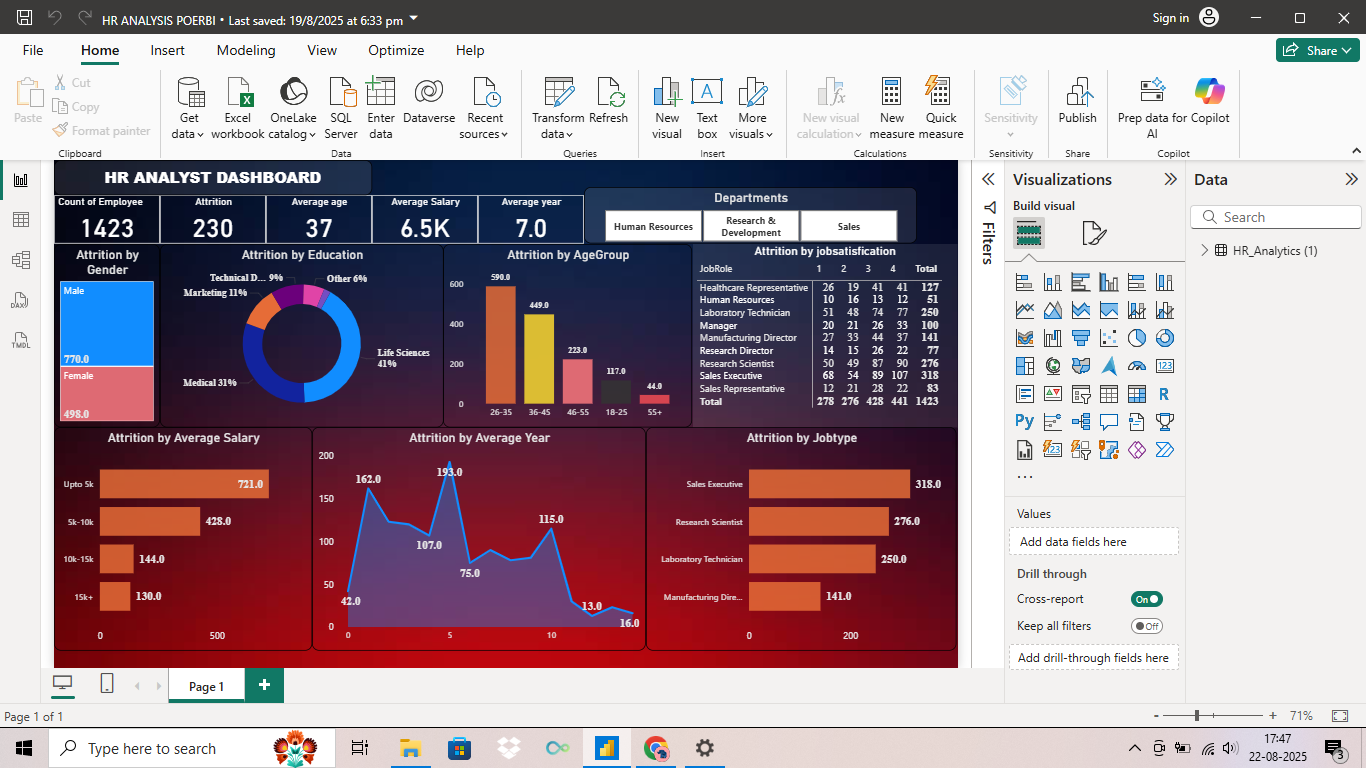 HR ANALYSIS POERBI • Last saved: 19/8/2025 at 6:33 pm
Sign in
File Home Insert Modeling View Optimize Help
Share
Paste
Cut
Copy
Format painter
Clipboard
Get data
Excel workbook
OneLake catalog
SQL Server
Enter data
Dataverse
Recent sources
Data
Transform data
Refresh
Queries
New visual
Text box
More visuals
Insert
New visual calculation
New measure
Quick measure
Calculations
Sensitivity
Sensitivity
Publish
Share
Prep data for AI
Copilot
Copilot
HR ANALYST DASHBOARD
Count of Employee
1423
Attrition
230
Average age
37
Average Salary
6.5K
Average year
7.0
Departments
Human Resources
Research &
Development
Sales
Attrition by
Gender
Male
770.0
Female
498.0
Attrition by Education
Technical D... 9%
Other 6%
Marketing 11%
Life Sciences
41%
Medical 31%
Attrition by AgeGroup
600
400
200
0
590.0
449.0
223.0
117.0
44.0
26-35 36-45 46-55 18-25 55+
Attrition by jobsatisfication
JobRole 1 2 3 4 Total
Healthcare Representative 26 19 41 41 127
Human Resources 10 16 13 12 51
Laboratory Technician 51 48 74 77 250
Manager 20 21 26 33 100
Manufacturing Director 27 33 44 37 141
Research Director 14 15 26 22 77
Research Scientist 50 49 87 90 276
Sales Executive 68 54 89 107 318
Sales Representative 12 21 28 22 83
Total 278 276 428 441 1423
Attrition by Average Salary
Upto 5k 721.0
5k-10k 428.0
10k-15k 144.0
15k+ 130.0
0 500
Attrition by Average Year
200
150
100
50
0
42.0
162.0
107.0
193.0
75.0
115.0
13.0
16.0
0 5 10
Attrition by Jobtype
Sales Executive 318.0
Research Scientist 276.0
Laboratory Technician 250.0
Manufacturing Dire... 141.0
0 200
Filters
Visualizations
Build visual
R
Py
123
...
Values
Add data fields here
Drill through
Cross-report On
Keep all filters Off
Add drill-through fields here
Data
Search
HR_Analytics (1)
DAX
TMDL
Page 1
Page 1 of 1
- + 71%
Type here to search
17:47
22-08-2025
3